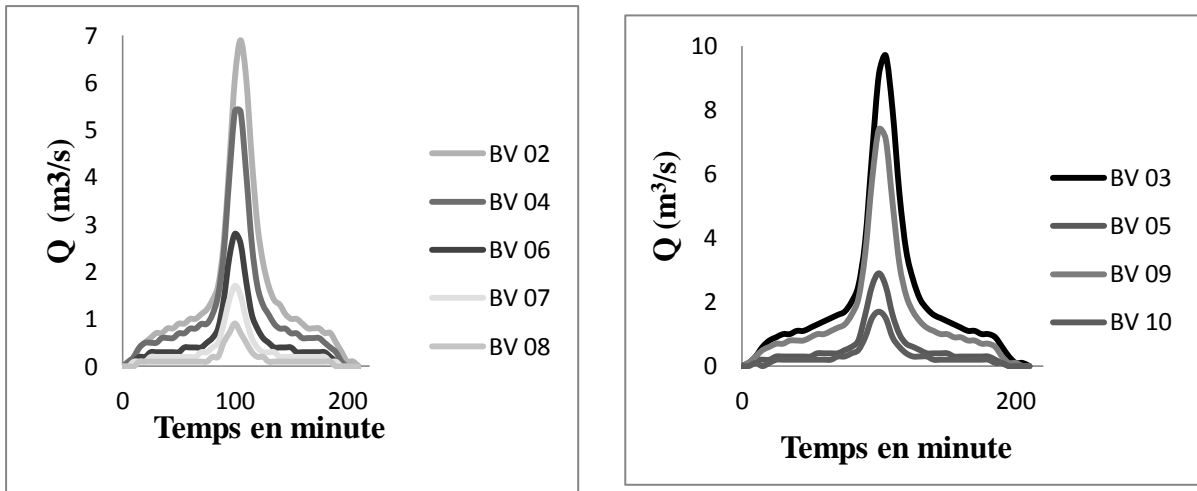 7
6
5
4
3
2
1
0
Q (m3/s)
0 100 200
Temps en minute
BV 02
BV 04
BV 06
BV 07
BV 08
10
8
6
4
2
0
Q (m³/s)
0 200
Temps en minute
BV 03
BV 05
BV 09
BV 10